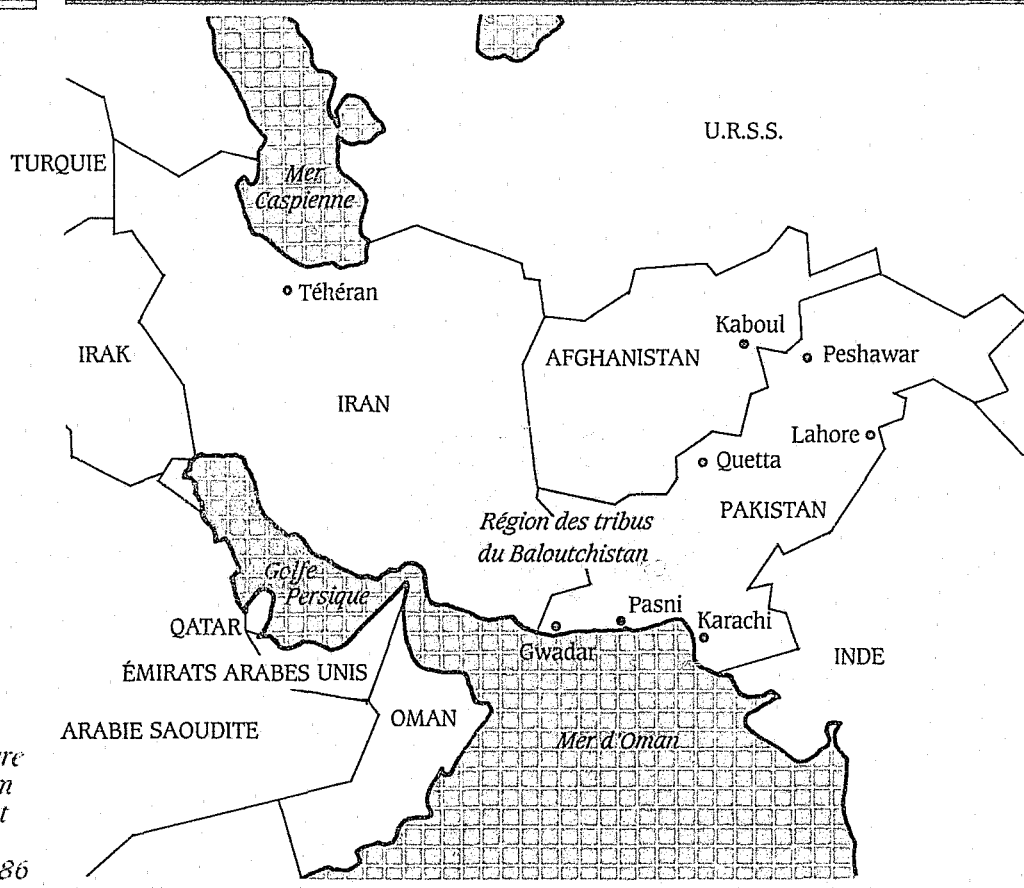 U.R.S.S.
TURQUIE
Mer
Caspienne
Téhéran
Kaboul
IRAK
AFGHANISTAN
Peshawar
IRAN
Lahore
Quetta
PAKISTAN
Région des tribus
du Baloutchistan
Golfe
Persique
Pasni
QATAR
Karachi
Gwadar
INDE
ÉMIRATS ARABES UNIS
OMAN
ARABIE SAOUDITE
Mer d'Oman
86